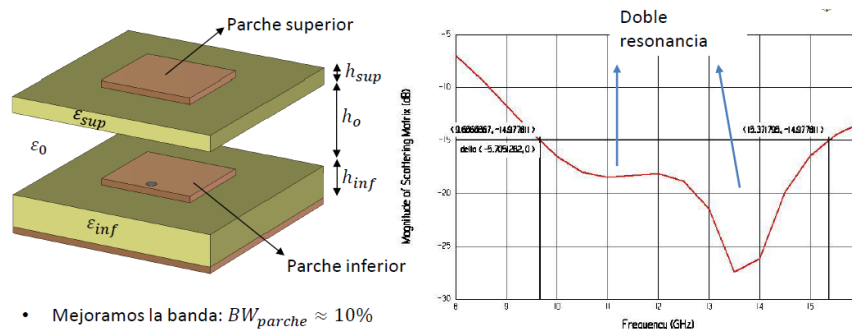 Parche superior
h_sup
h_o
ε_sup
ε_0
h_inf
ε_inf
Parche inferior
• Mejoramos la banda: BW_parche ≈ 10%
Doble
resonancia
Magnitude of Scattering Matrix (dB)
-5
-10
-15
-20
-25
-30
8
9
10
11
12
13
14
15
Frequency (GHz)